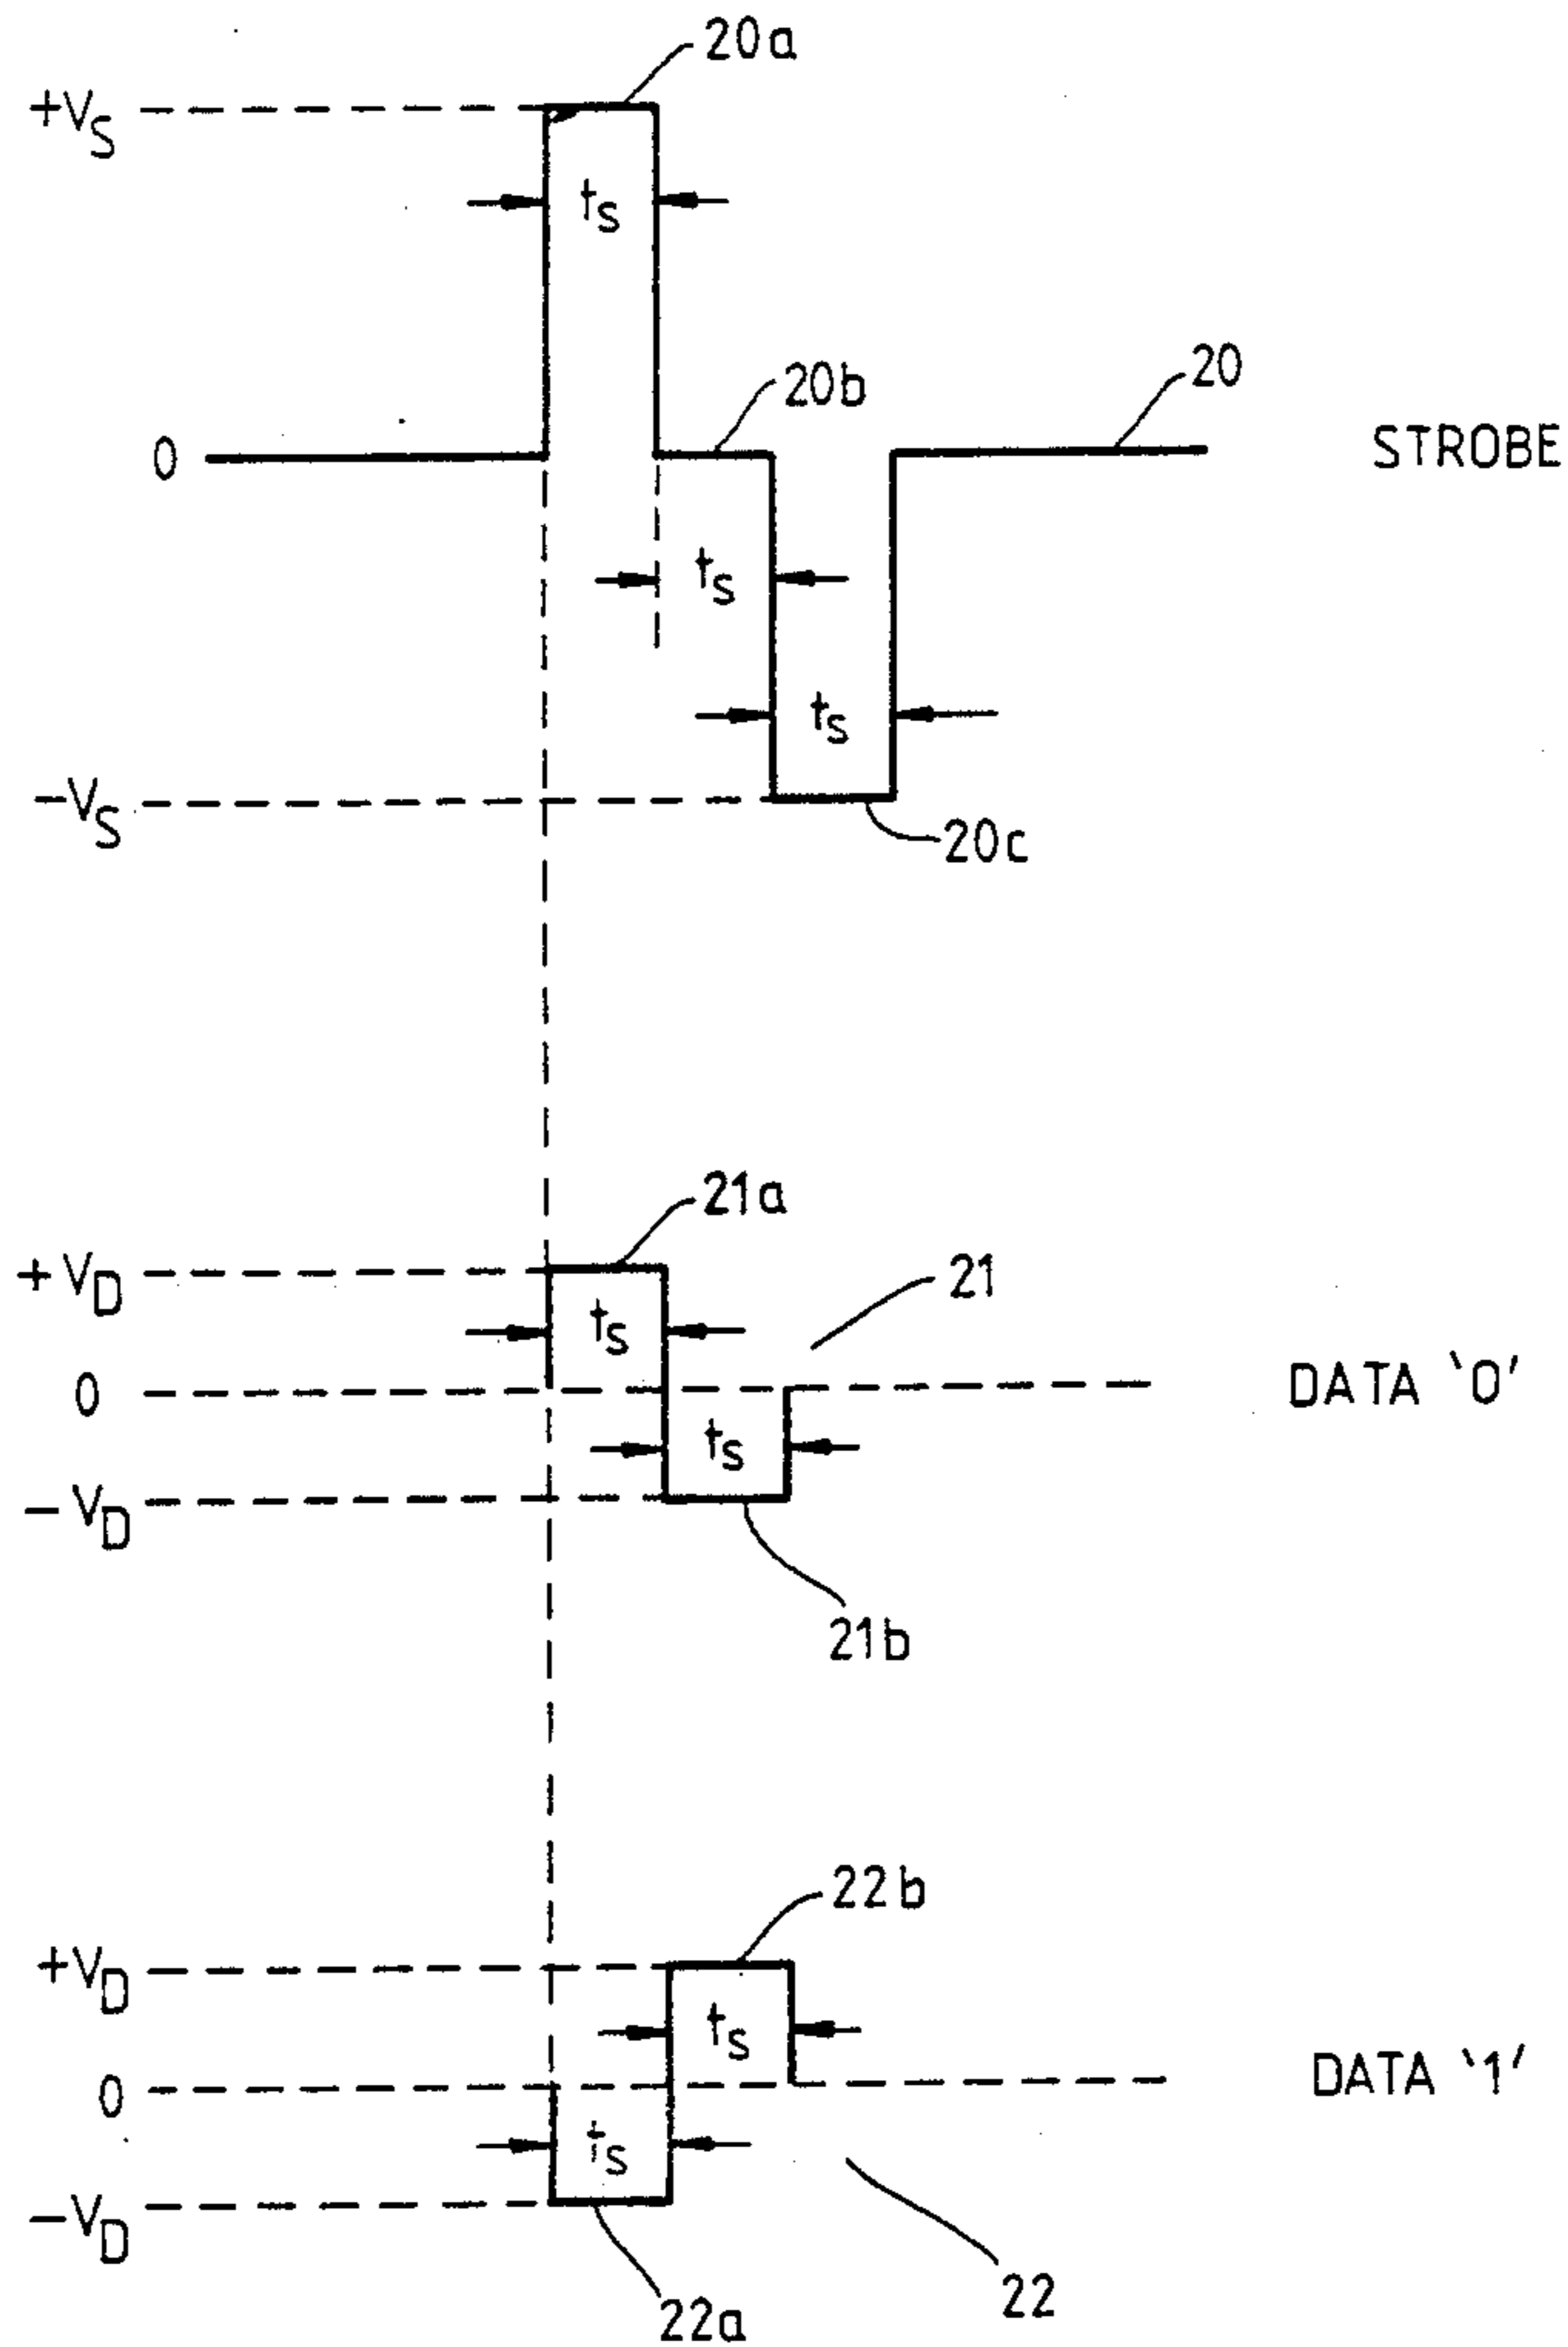 20a
+VS
tS
20b
20
0
STROBE
tS
tS
-VS
20c
21a
+VD
21
tS
0
DATA '0'
tS
-VD
21b
22b
+VD
tS
0
DATA '1'
tS
-VD
22
22a